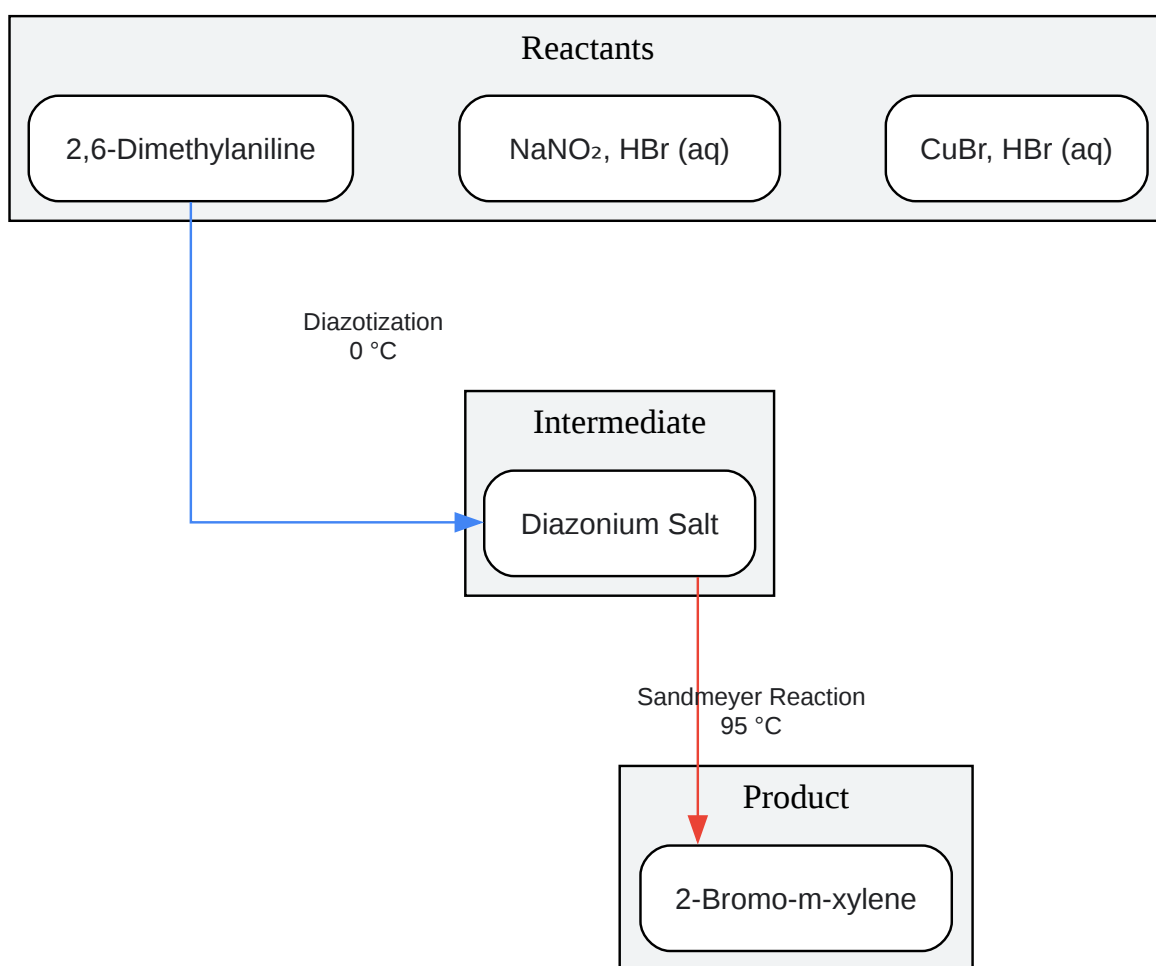 Reactants
2,6-Dimethylaniline
NaNO₂, HBr (aq)
CuBr, HBr (aq)
Diazotization
0 °C
Intermediate
Diazonium Salt
Sandmeyer Reaction
95 °C
Product
2-Bromo-m-xylene